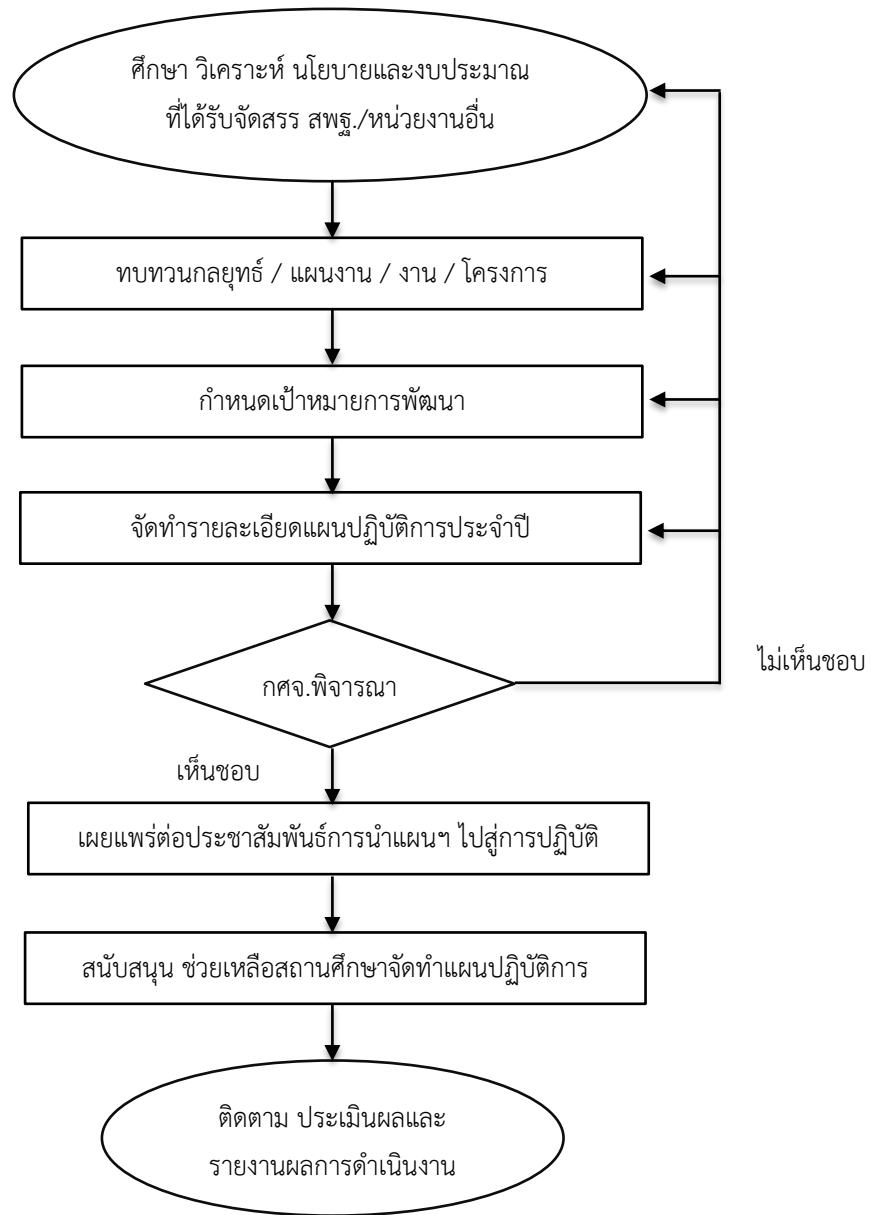 ศึกษา วิเคราะห์ นโยบายและงบประมาณ
ที่ได้รับจัดสรร สพฐ./หน่วยงานอื่น
ทบทวนกลยุทธ์ / แผนงาน / งาน / โครงการ
กำหนดเป้าหมายการพัฒนา
จัดทำรายละเอียดแผนปฏิบัติการประจำปี
กศจ.พิจารณา
ไม่เห็นชอบ
เห็นชอบ
เผยแพร่ต่อประชาสัมพันธ์การนำแผนฯ ไปสู่การปฏิบัติ
สนับสนุน ช่วยเหลือสถานศึกษาจัดทำแผนปฏิบัติการ
ติดตาม ประเมินผลและ
รายงานผลการดำเนินงาน